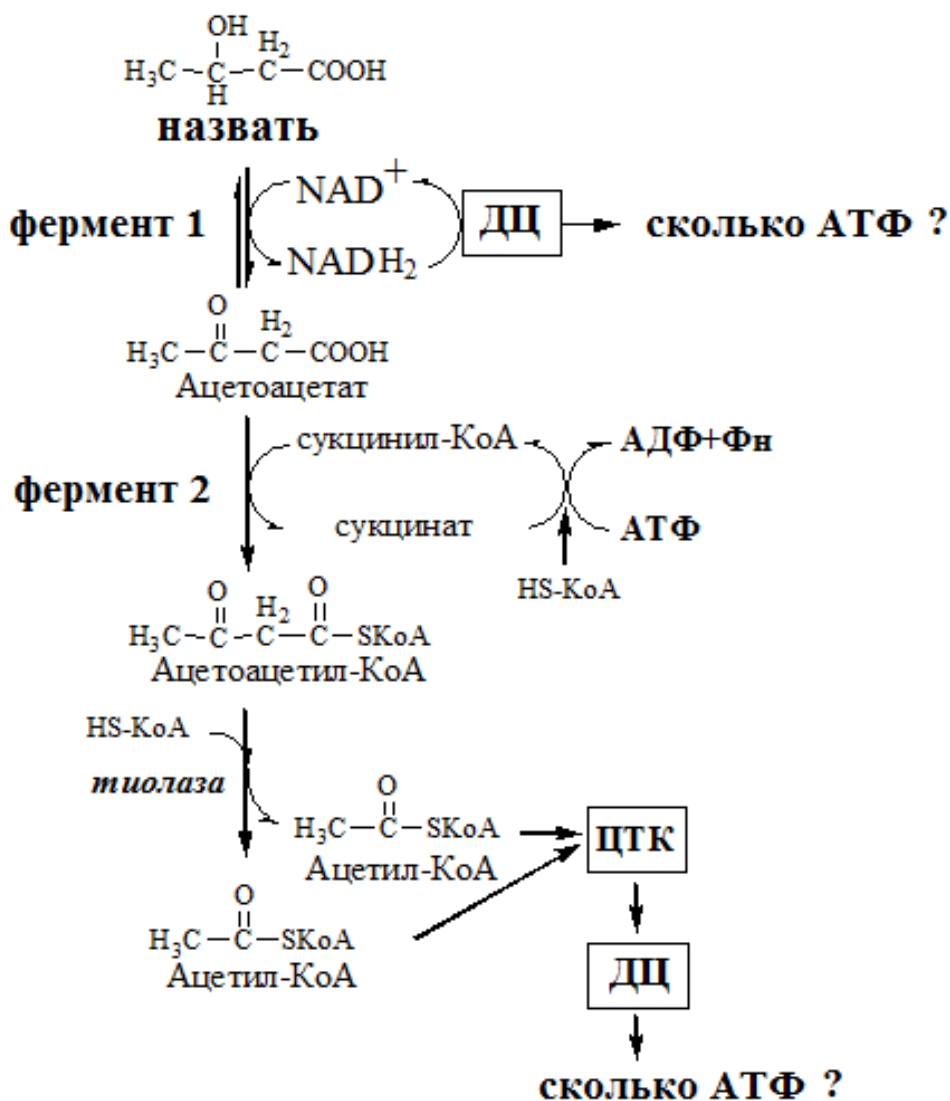 OH
H₂
H₃C–C–C–COOH
H
назвать
фермент 1
NAD⁺
NADH₂
ДЦ
сколько АТФ ?
O
H₂
H₃C–C–C–COOH
Ацетоацетат
фермент 2
сукцинил-КоА
АДФ+Фн
сукцинат
АТФ
HS-КоА
O
H₂
O
H₃C–C–C–C–SKoA
Ацетоацетил-КоА
HS-КоА
тиолаза
O
H₃C–C–SKoA
Ацетил-КоА
ЦТК
O
H₃C–C–SKoA
Ацетил-КоА
ДЦ
сколько АТФ ?